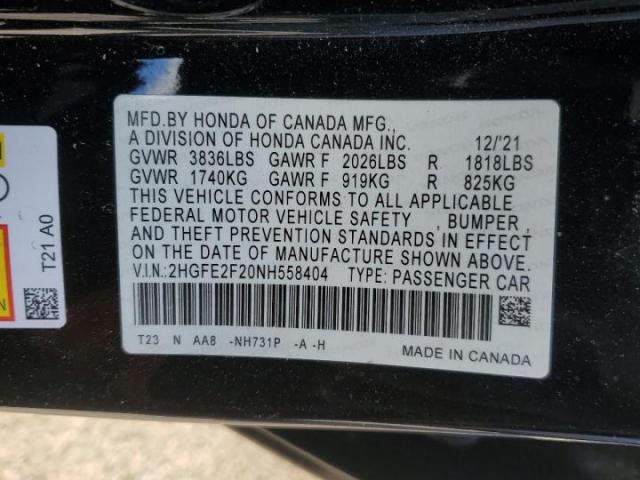 MFD.BY HONDA OF CANADA MFG.,
A DIVISION OF HONDA CANADA INC. 12/'21
GVWR 3836LBS GAWR F 2026LBS R 1818LBS
GVWR 1740KG GAWR F 919KG R 825KG
THIS VEHICLE CONFORMS TO ALL APPLICABLE
FEDERAL MOTOR VEHICLE SAFETY , BUMPER ,
AND THEFT PREVENTION STANDARDS IN EFFECT
ON THE DATE OF MANUFACTURE SHOWN ABOVE.
V.I.N.:2HGFE2F20NH558404 TYPE: PASSENGER CAR
T23 N AA8 -NH731P -A -H
MADE IN CANADA
T21 A0